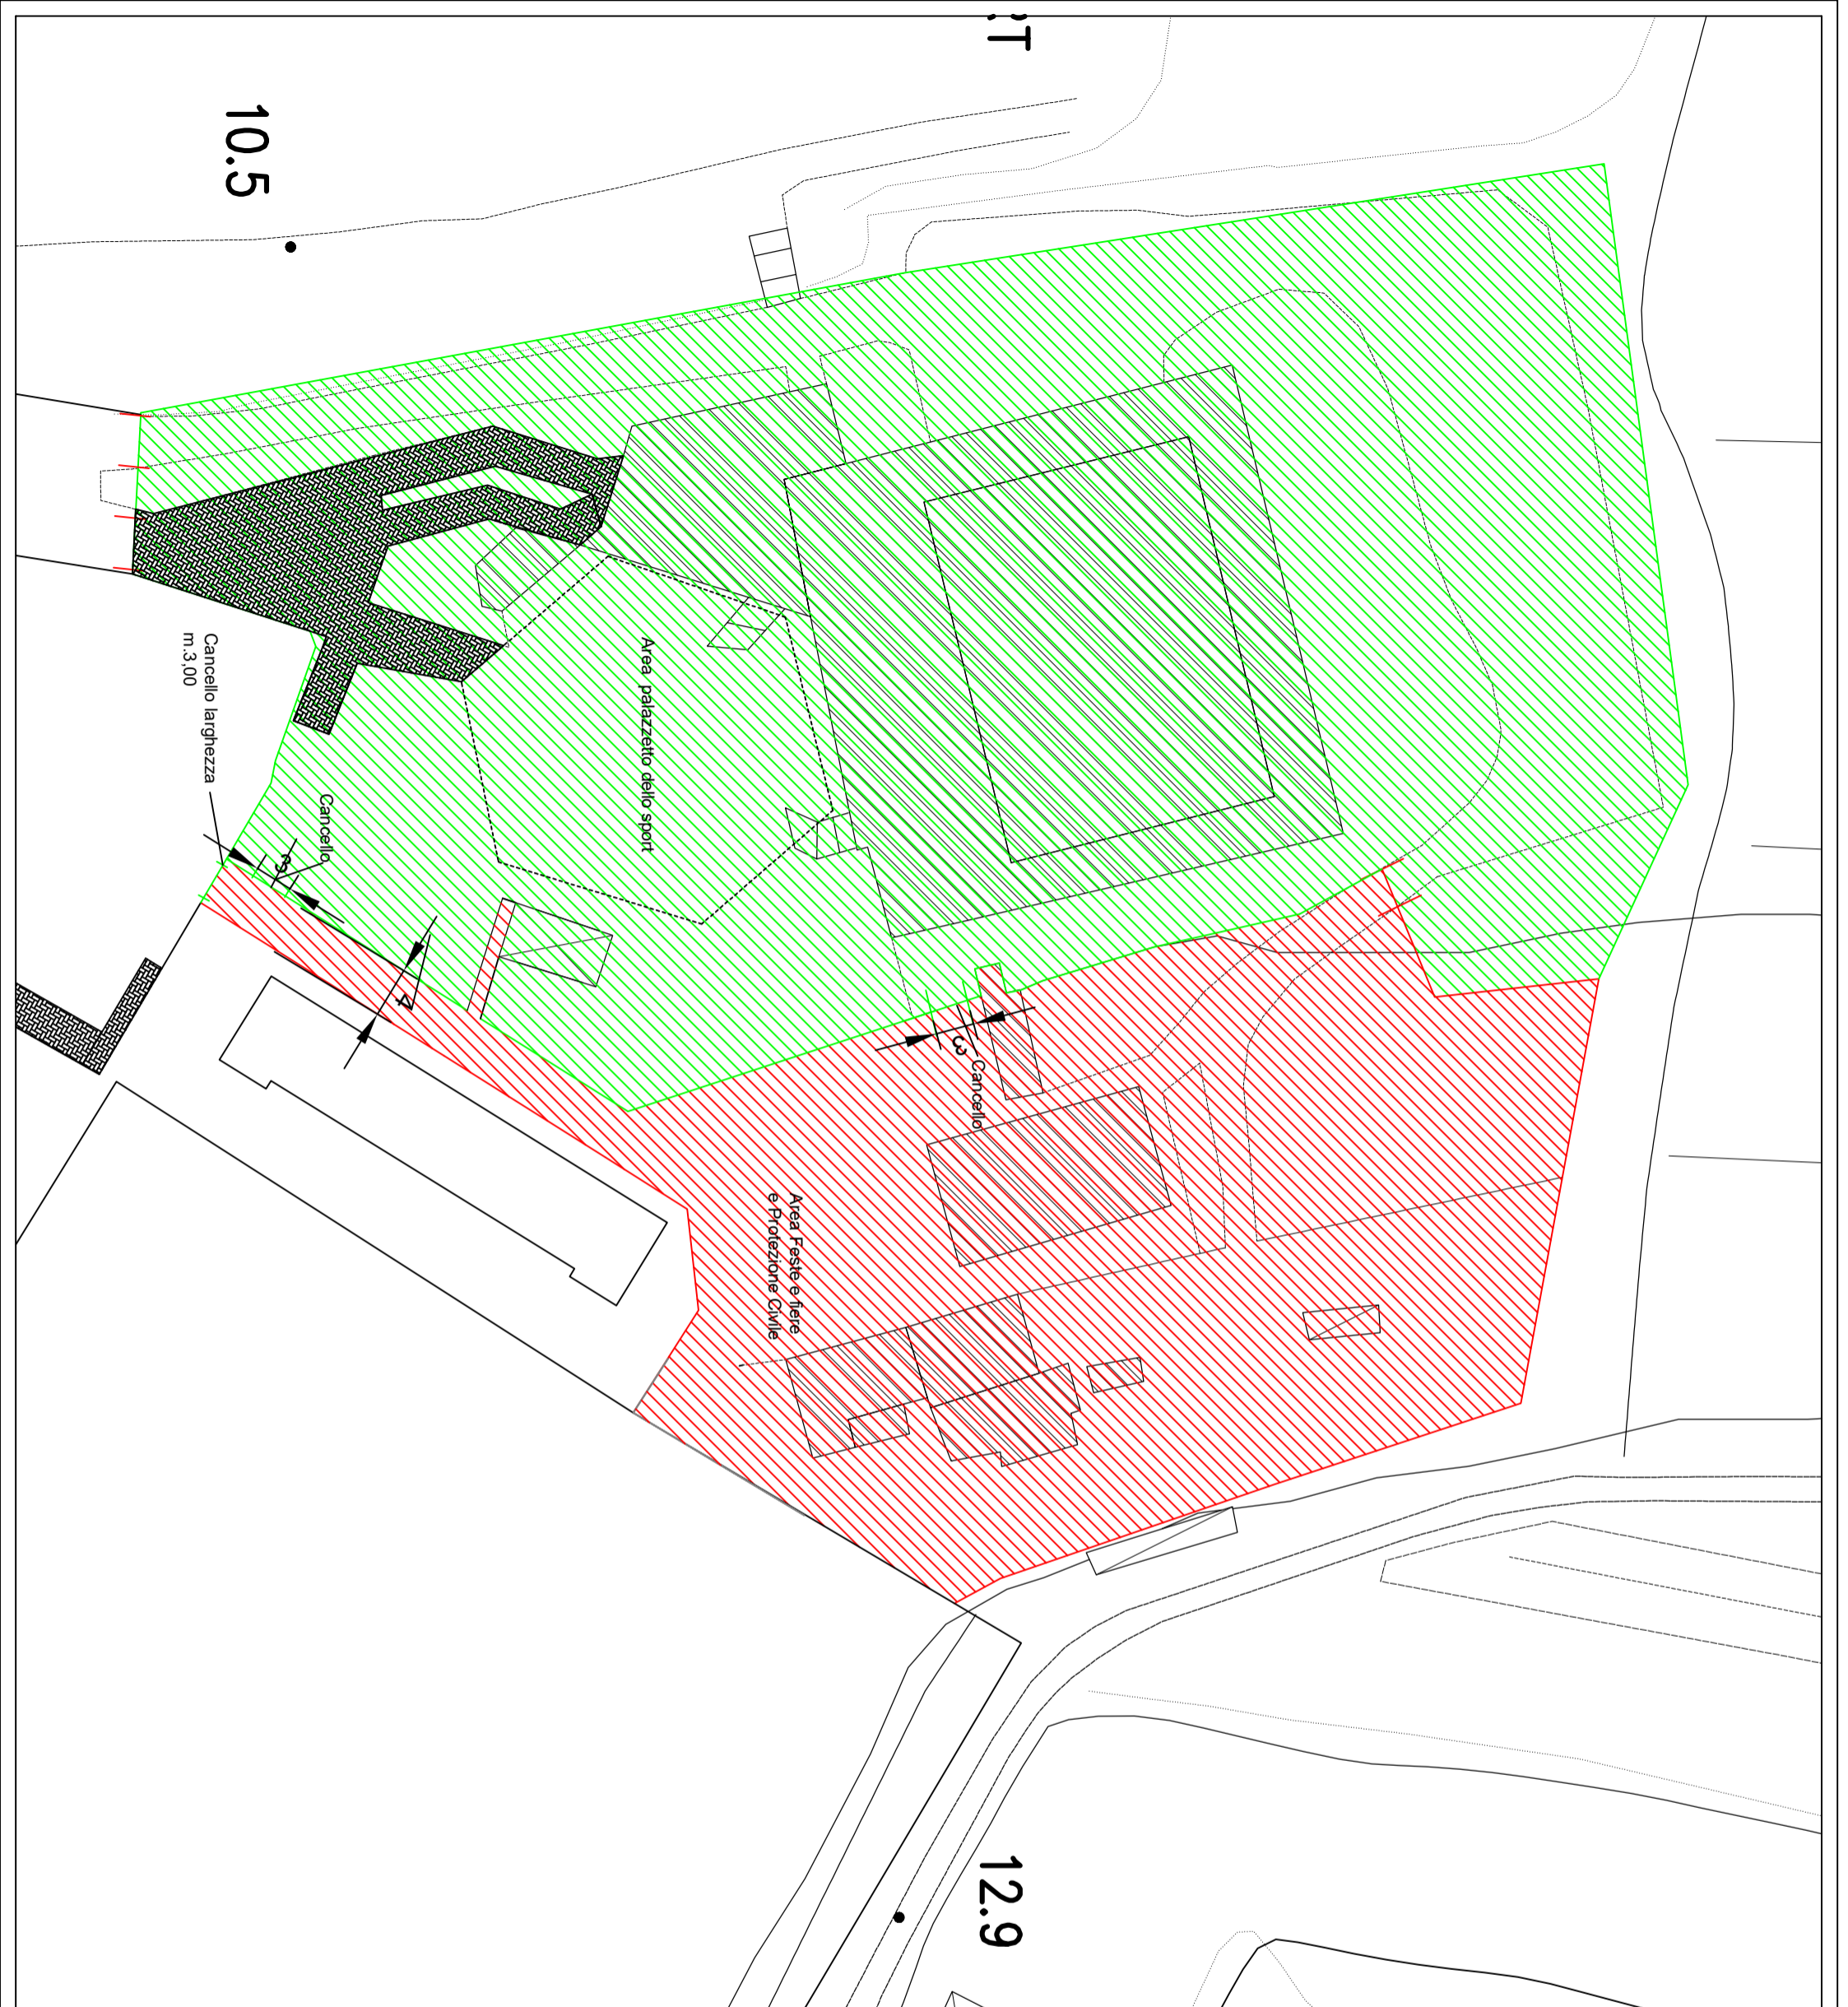 10.5
Area palazzetto dello sport
Cancello larghezza
m.3,00
Cancello
3
4
3
Cancello
Area Feste e fiere
e Protezione Civile
12.9